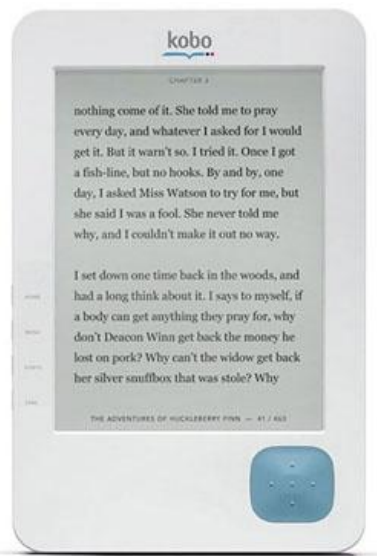 kobo
CHAPTER 3
nothing come of it. She told me to pray
every day, and whatever I asked for I would
get it. But it warn't so. I tried it. Once I got
a fish-line, but no hooks. By and by, one
day, I asked Miss Watson to try for me, but
she said I was a fool. She never told me
why, and I couldn't make it out no way.
I set down one time back in the woods, and
had a long think about it. I says to myself, if
a body can get anything they pray for, why
don't Deacon Winn get back the money he
lost on pork? Why can't the widow get back
her silver snuffbox that was stole? Why
THE ADVENTURES OF HUCKLEBERRY FINN — 41 / 460
HOME
MENU